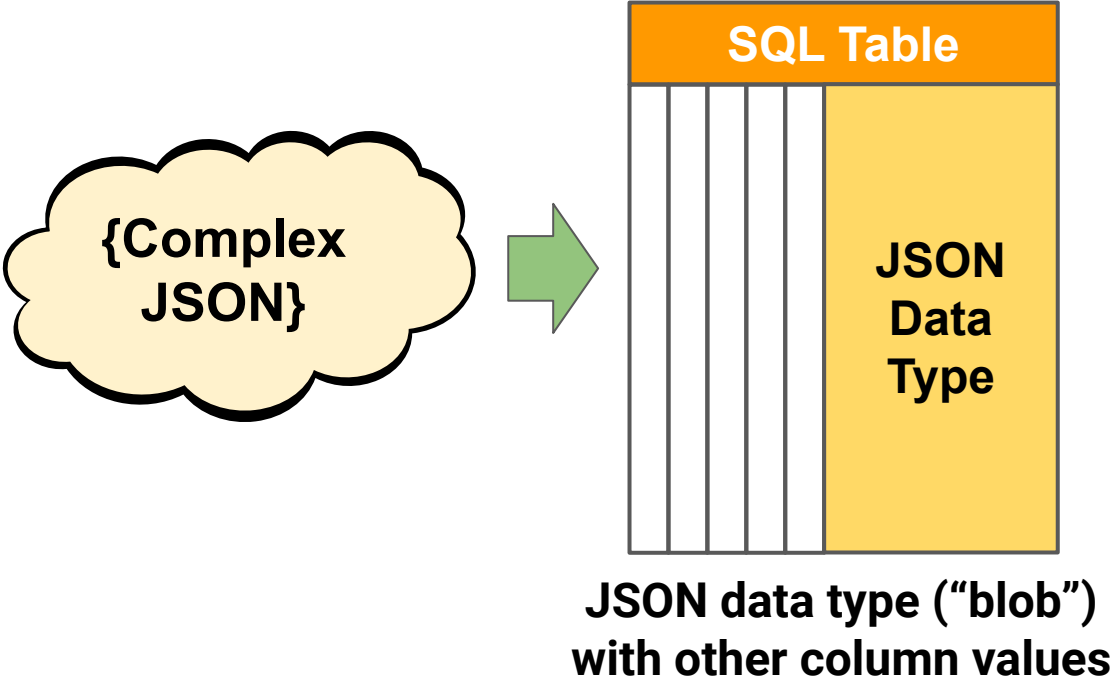 SQL Table
{Complex
JSON}
JSON
Data
Type
JSON data type (“blob”)
with other column values